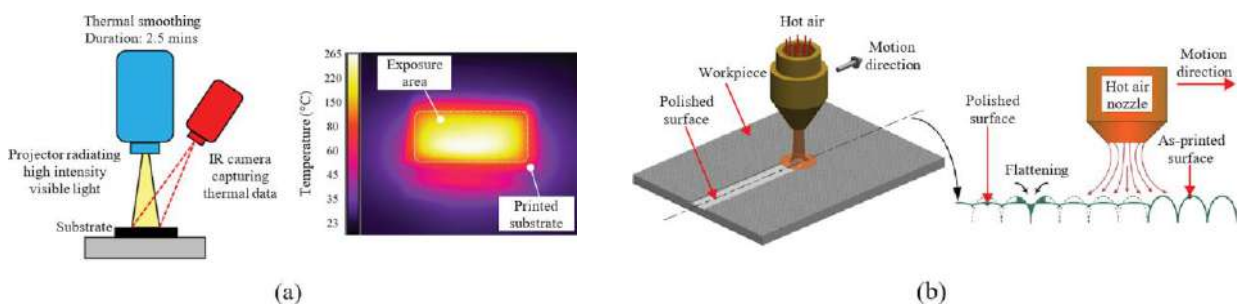 Thermal smoothing
Duration: 2.5 mins
Projector radiating
high intensity
visible light
IR camera
capturing
thermal data
Substrate
Temperature (°C)
265
220
150
80
60
45
35
23
Exposure
area
Printed
substrate
(a)
Hot air
Motion
direction
Workpiece
Polished
surface
Polished
surface
Flattening
Hot air
nozzle
Motion
direction
As-printed
surface
(b)